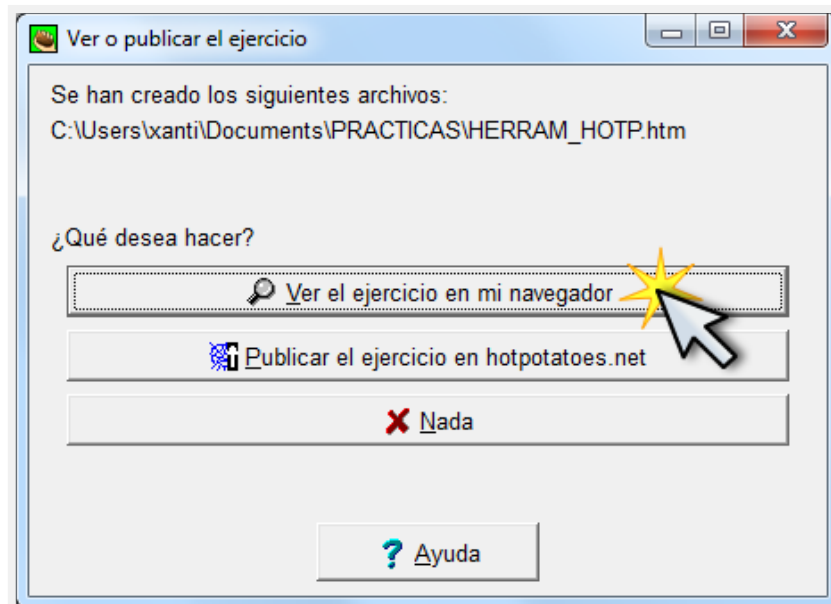 Ver o publicar el ejercicio
Se han creado los siguientes archivos:
C:\Users\xanti\Documents\PRACTICAS\HERRAM_HOTP.htm
¿Qué desea hacer?
Ver el ejercicio en mi navegador
Publicar el ejercicio en hotpotatoes.net
Nada
? Ayuda